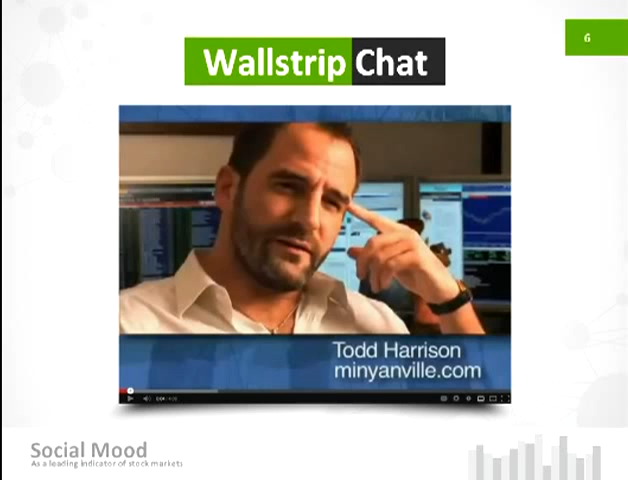 6
Wallstrip Chat
Todd Harrison
minyanville.com
Social Mood
As a leading indicator of stock markets